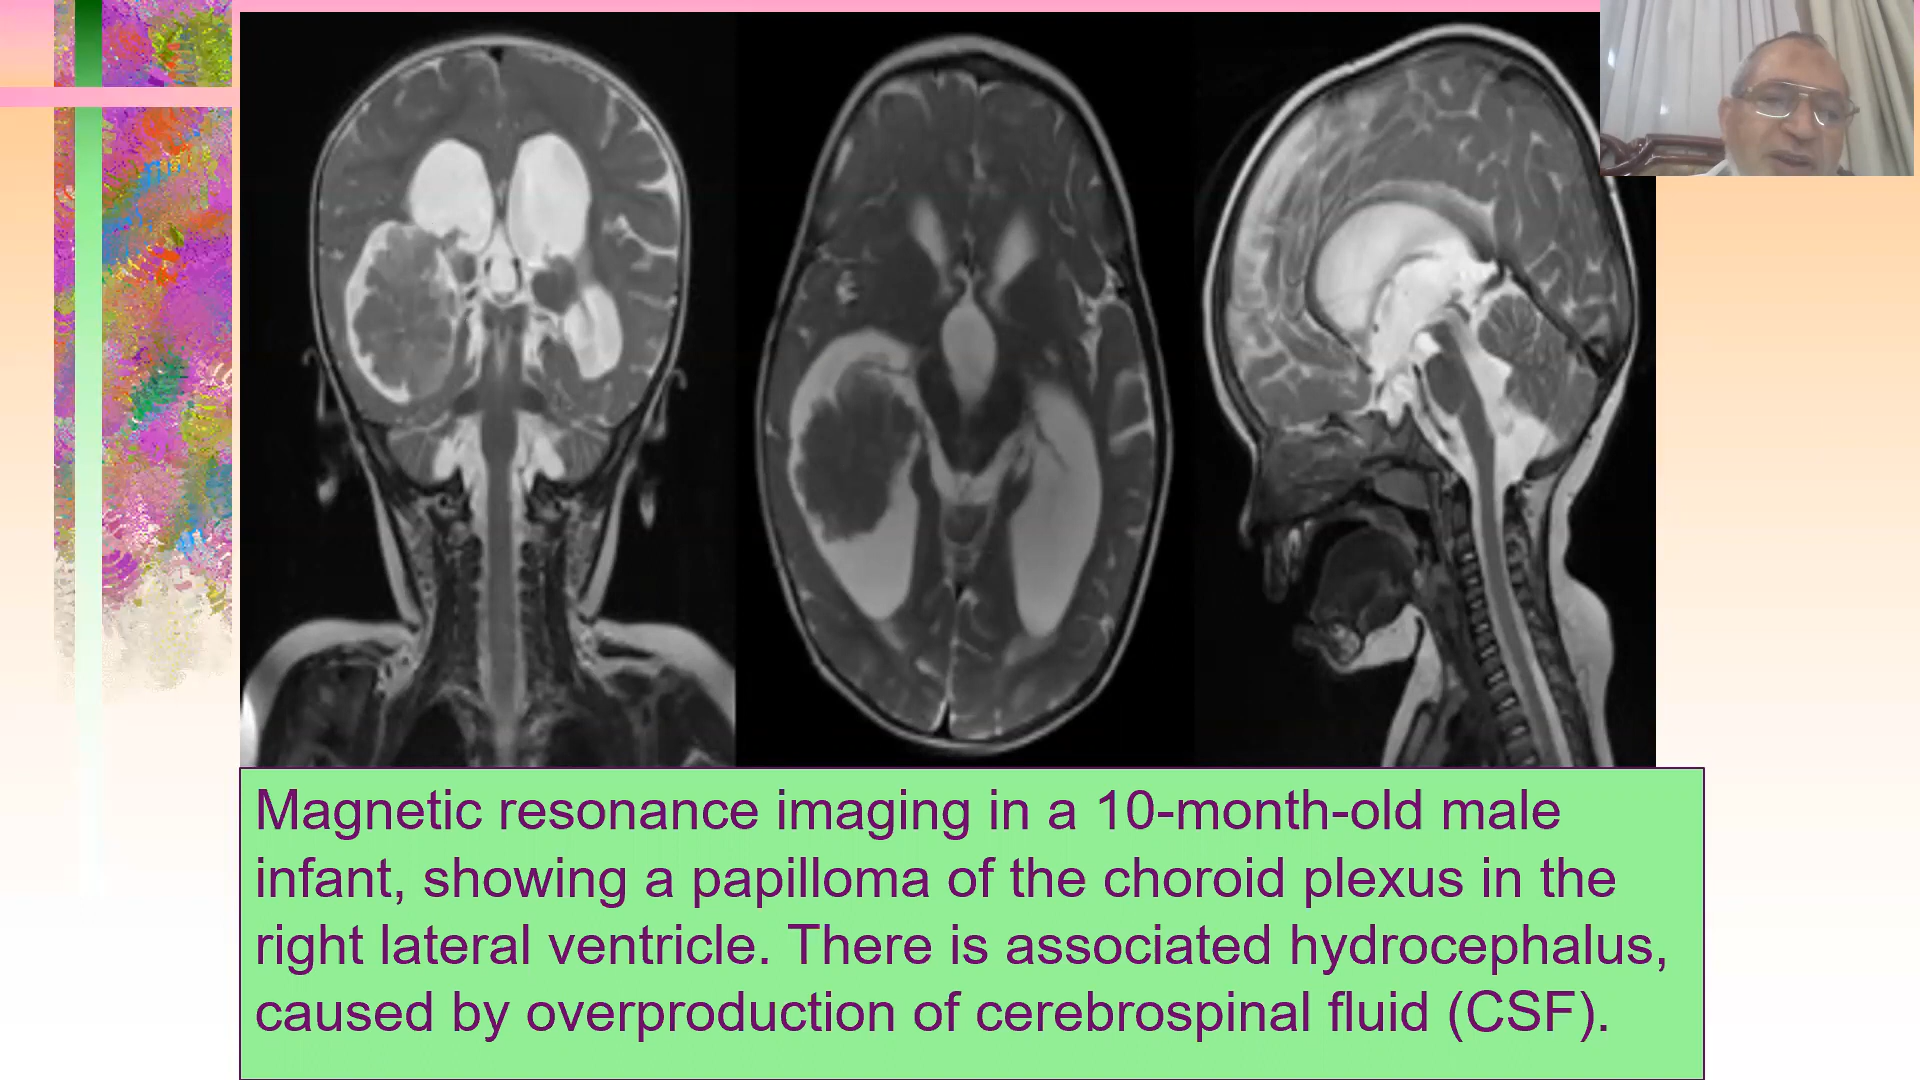 Magnetic resonance imaging in a 10-month-old male
infant, showing a papilloma of the choroid plexus in the
right lateral ventricle. There is associated hydrocephalus,
caused by overproduction of cerebrospinal fluid (CSF).